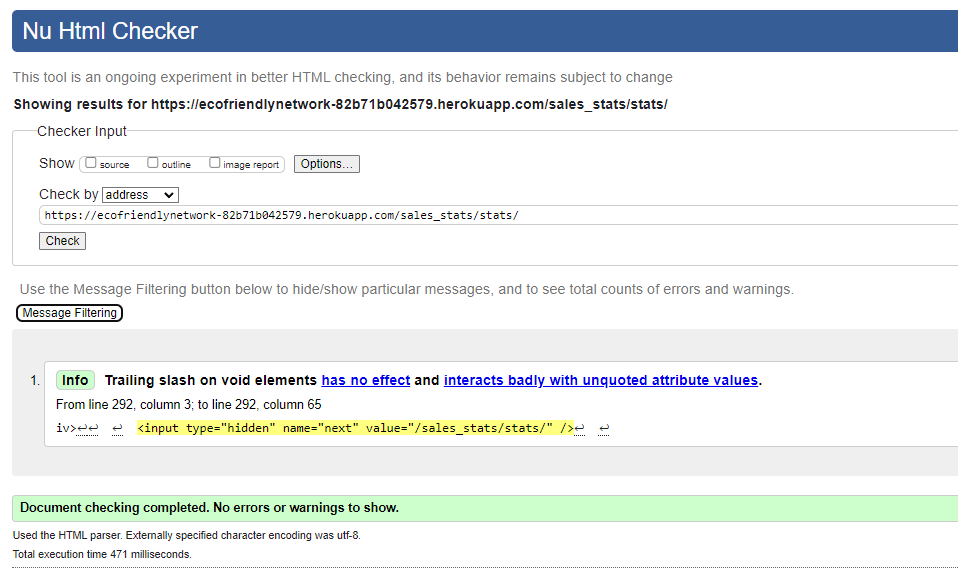 Nu Html Checker
This tool is an ongoing experiment in better HTML checking, and its behavior remains subject to change
Showing results for https://ecofriendlynetwork-82b71b042579.herokuapp.com/sales_stats/stats/
Checker Input
Show source outline image report Options...
Check by address
https://ecofriendlynetwork-82b71b042579.herokuapp.com/sales_stats/stats/
Check
Use the Message Filtering button below to hide/show particular messages, and to see total counts of errors and warnings.
Message Filtering
1. Info Trailing slash on void elements has no effect and interacts badly with unquoted attribute values.
From line 292, column 3; to line 292, column 65
iv>↩↩ ↩ <input type="hidden" name="next" value="/sales_stats/stats/" />↩ ↩
Document checking completed. No errors or warnings to show.
Used the HTML parser. Externally specified character encoding was utf-8.
Total execution time 471 milliseconds.